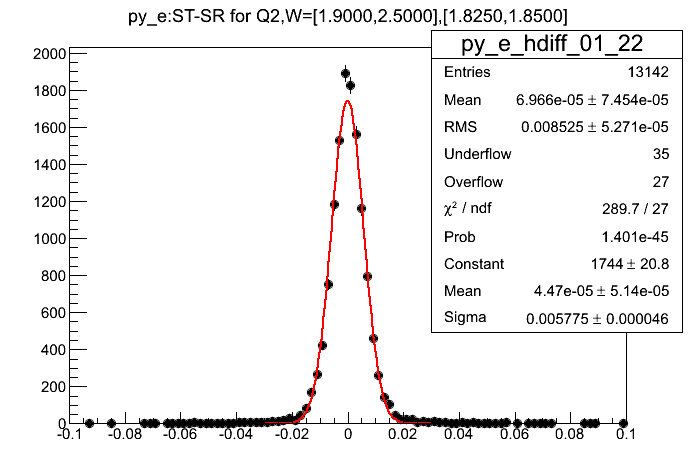 py_e:ST-SR for Q2,W=[1.9000,2.5000],[1.8250,1.8500]
py_e_hdiff_01_22
Entries 13142
Mean 6.966e-05 ± 7.454e-05
RMS 0.008525 ± 5.271e-05
Underflow 35
Overflow 27
χ² / ndf 289.7 / 27
Prob 1.401e-45
Constant 1744 ± 20.8
Mean 4.47e-05 ± 5.14e-05
Sigma 0.005775 ± 0.000046
2000
1800
1600
1400
1200
1000
800
600
400
200
0
-0.1 -0.08 -0.06 -0.04 -0.02 0 0.02 0.04 0.06 0.08 0.1